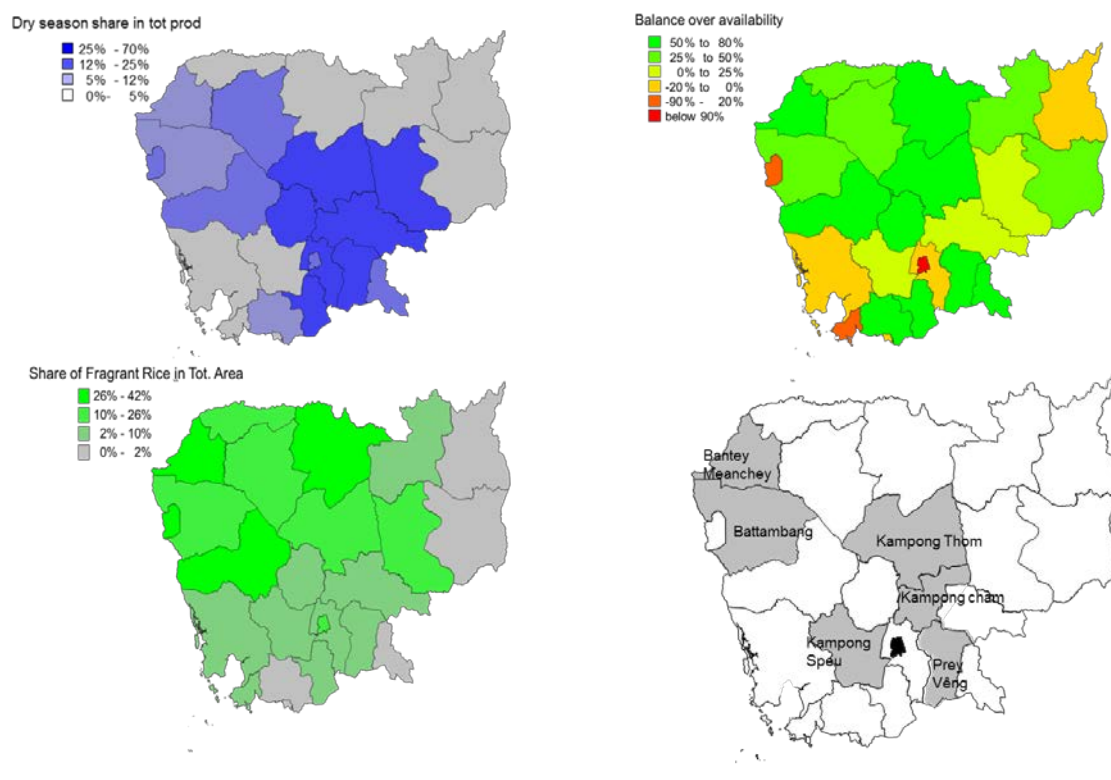 Dry season share in tot prod
25% - 70%
12% - 25%
5% - 12%
0% - 5%
Balance over availability
50% to 80%
25% to 50%
0% to 25%
-20% to 0%
-90% - 20%
below 90%
Share of Fragrant Rice in Tot. Area
26% - 42%
10% - 26%
2% - 10%
0% - 2%
Bantey
Meanchey
Battambang
Kampong Thom
Kampong cham
Kampong
Speu
Prey
Vêng